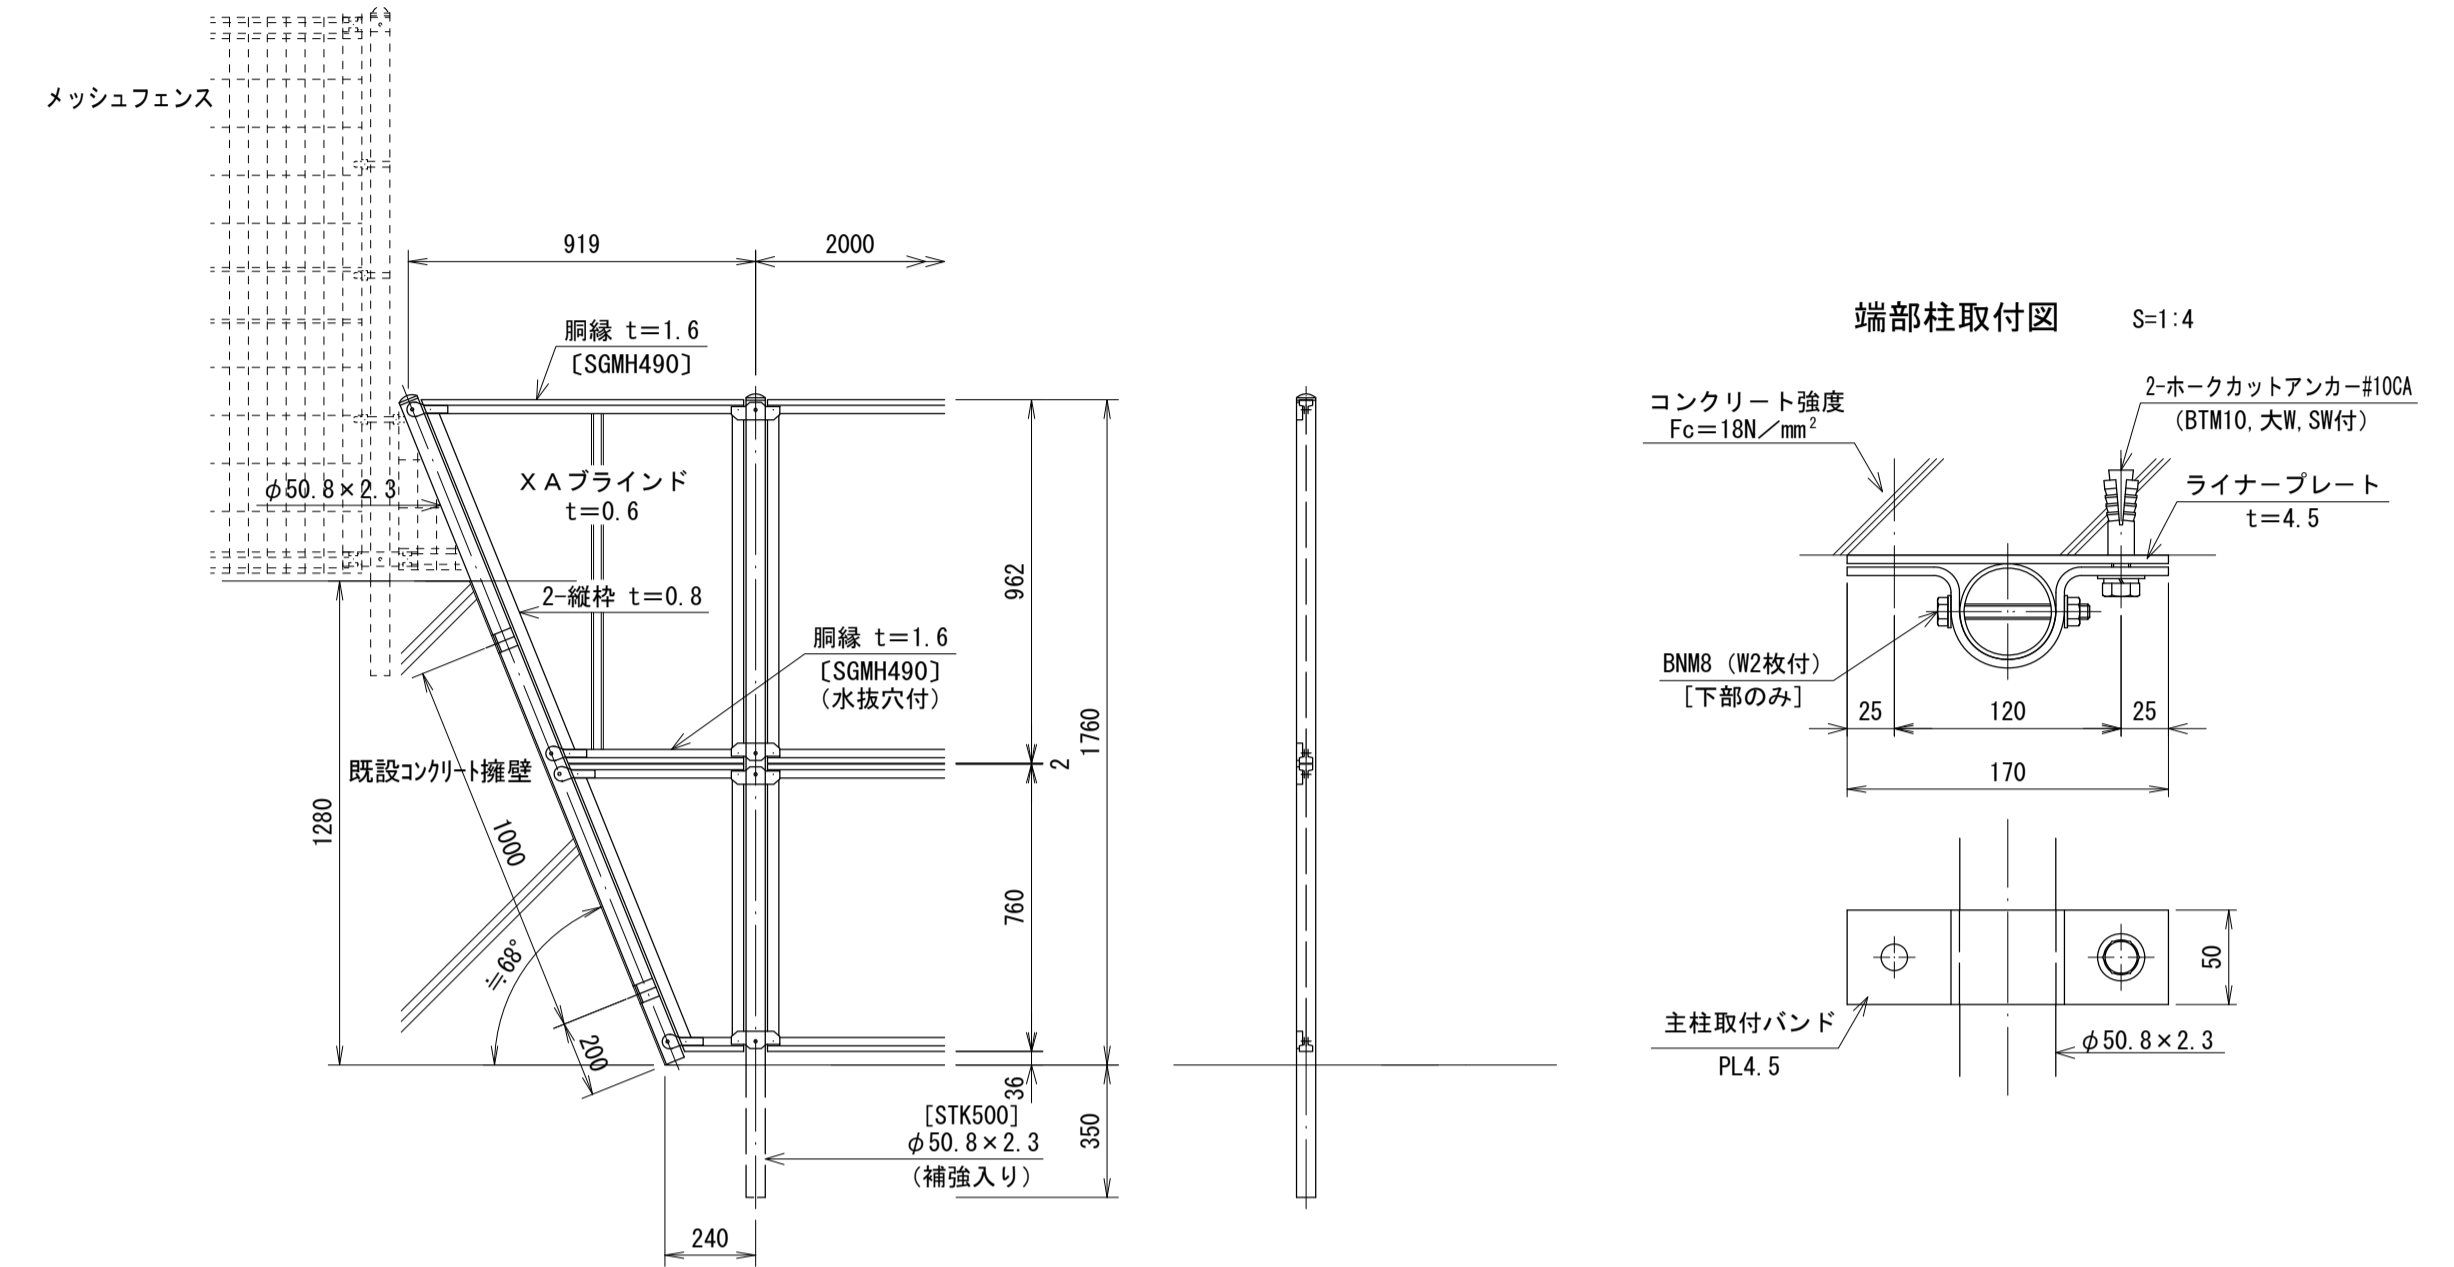 メッシュフェンス
919
2000
胴縁 t=1.6
〔SGMH490〕
φ50.8×2.3
ＸＡブラインド
t=0.6
2-縦枠 t=0.8
胴縁 t=1.6
〔SGMH490〕
(水抜穴付)
962
2
1760
既設コンクリート擁壁
1280
1000
760
≒68°
200
36
350
[STK500]
φ50.8×2.3
(補強入り)
240
端部柱取付図 S=1:4
コンクリート強度
Fc=18N/mm²
2-ホークカットアンカー#10CA
(BTM10,大W,SW付)
ライナープレート
t=4.5
BNM8 (W2枚付)
[下部のみ]
25
120
25
170
50
主柱取付バンド
PL4.5
φ50.8×2.3